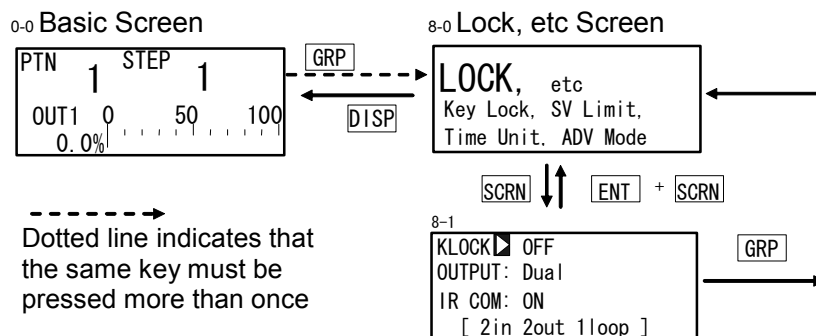 0-0 Basic Screen
PTN 1 STEP 1
OUT1 0 50 100
0.0%
GRP
DISP
8-0 Lock, etc Screen
LOCK, etc
Key Lock, SV Limit,
Time Unit, ADV Mode
SCRN
ENT + SCRN
Dotted line indicates that
the same key must be
pressed more than once
8-1
KLOCK OFF
OUTPUT: Dual
IR COM: ON
[ 2in 2out 1loop ]
GRP